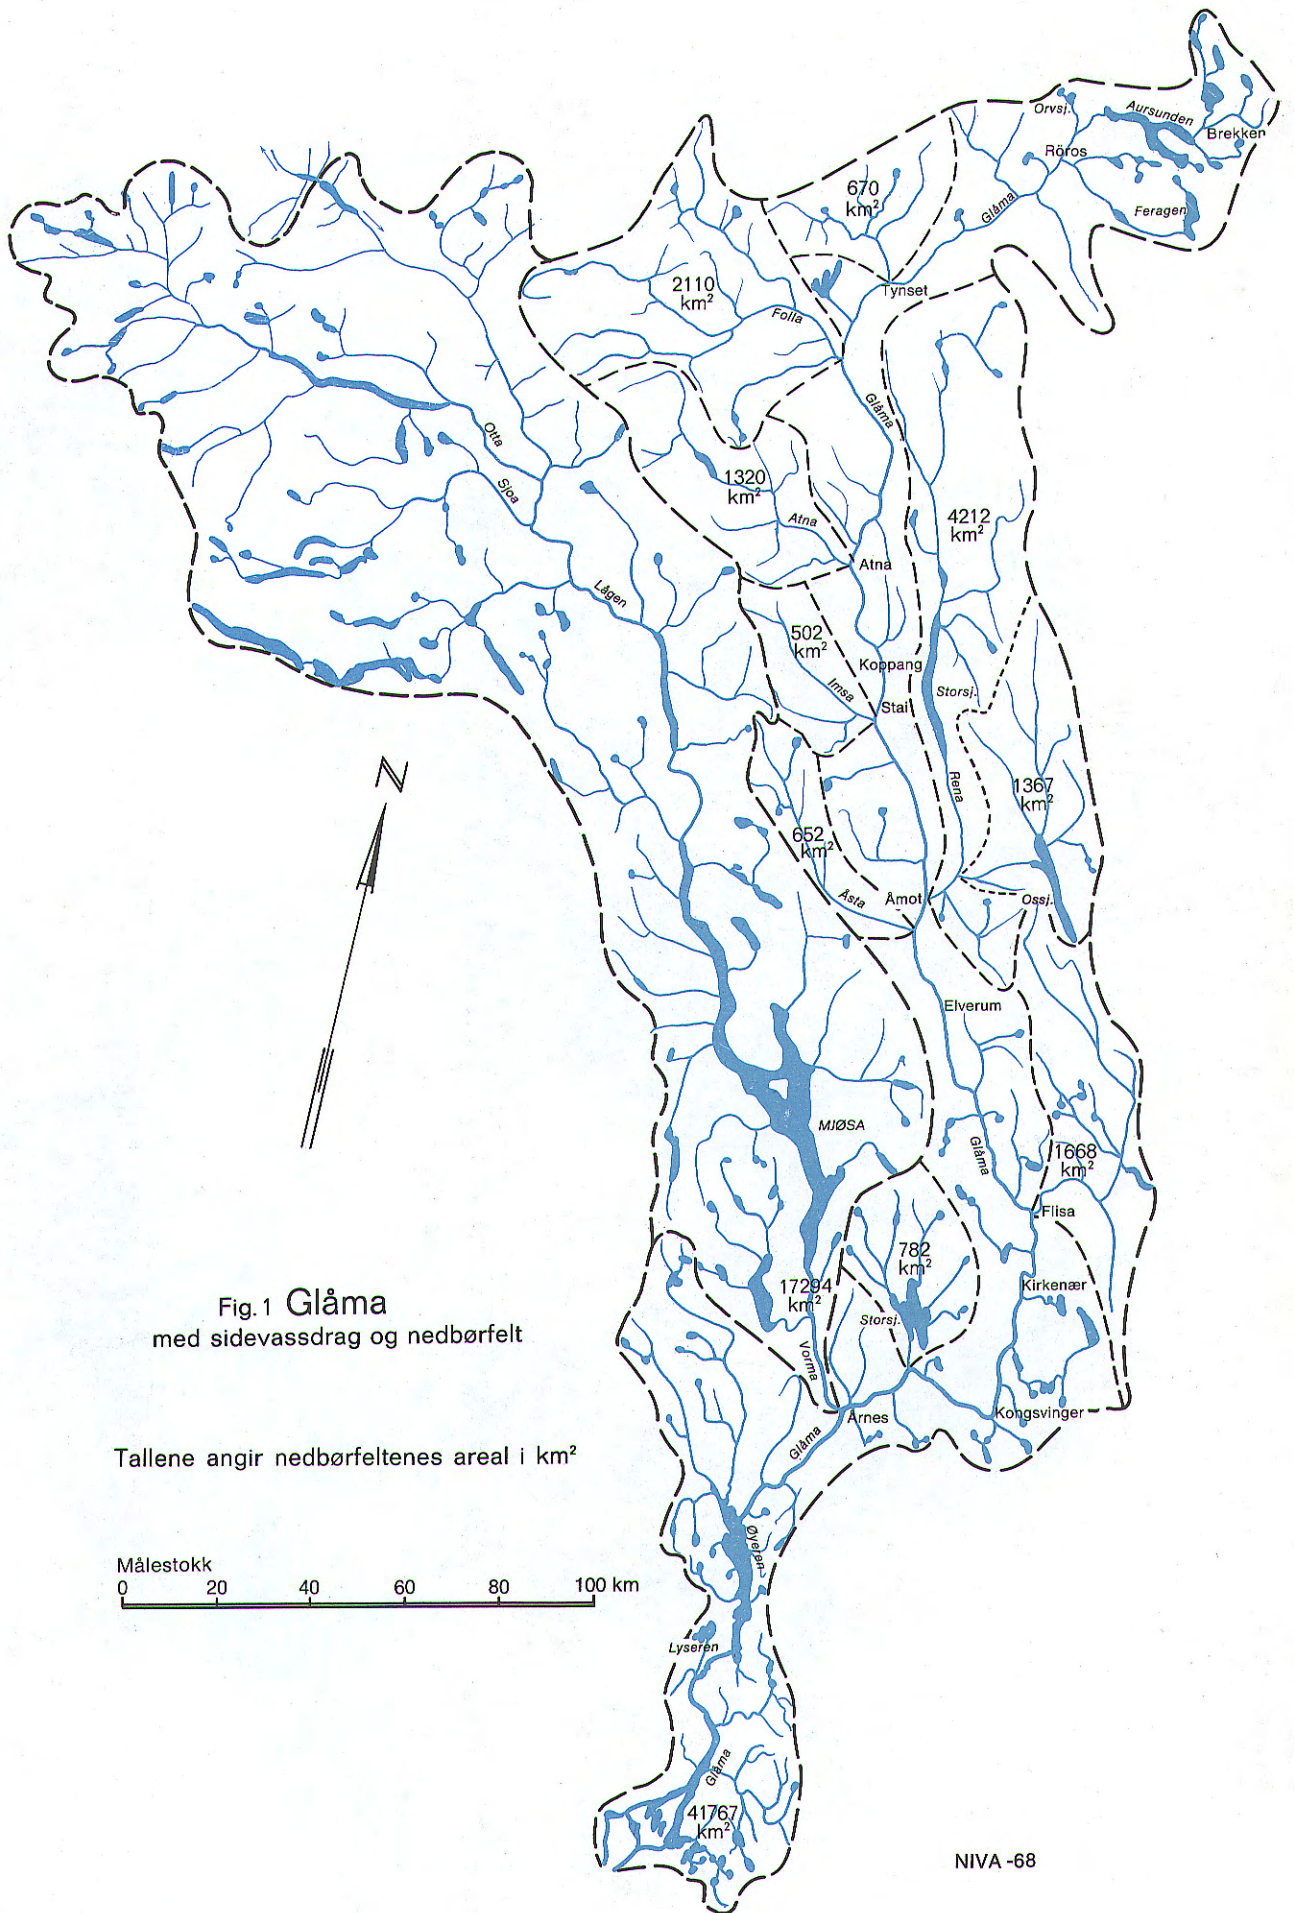 Orvsj.
Aursunden
Brekken
Röros
670
km²
Glåma
Feragen
2110
km²
Tynset
Folla
Glåma
Otta
Sjoa
1320
km²
Atna
4212
km²
Atna
Lågen
502
km²
Koppang
Imsa
Stai
Storsj.
Rena
1367
km²
652
km²
Åsta
Åmot
Ossj.
Elverum
MJØSA
Glåma
1668
km²
Flisa
782
km²
17294
km²
Kirkenær
Storsj.
Vorma
Årnes
Kongsvinger
Glåma
N
Fig. 1 Glåma
med sidevassdrag og nedbørfelt
Tallene angir nedbørfeltenes areal i km²
Øyeren
Målestokk
0 20 40 60 80 100 km
Lyseren
Glåma
41767
km²
NIVA -68